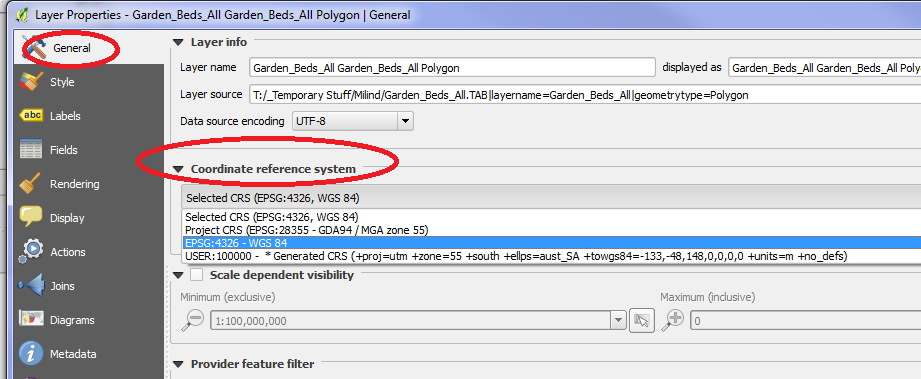 Layer Properties - Garden_Beds_All Garden_Beds_All Polygon | General
General
Style
abc Labels
Fields
Rendering
Display
Actions
Joins
Diagrams
Metadata
Layer info
Layer name Garden_Beds_All Garden_Beds_All Polygon displayed as Garden_Beds_All Garden_Beds_All Poly
Layer source T:/_Temporary Stuff/Milind/Garden_Beds_All.TAB|layername=Garden_Beds_All|geometrytype=Polygon
Data source encoding UTF-8
Coordinate reference system
Selected CRS (EPSG:4326, WGS 84)
Selected CRS (EPSG:4326, WGS 84)
Project CRS (EPSG:28355 - GDA94 / MGA zone 55)
EPSG:4326 - WGS 84
USER:100000 - * Generated CRS (+proj=utm +zone=55 +south +ellps=aust_SA +towgs84=-133,-48,148,0,0,0,0 +units=m +no_defs)
Scale dependent visibility
Minimum (exclusive) Maximum (inclusive)
1:100,000,000 0
Provider feature filter